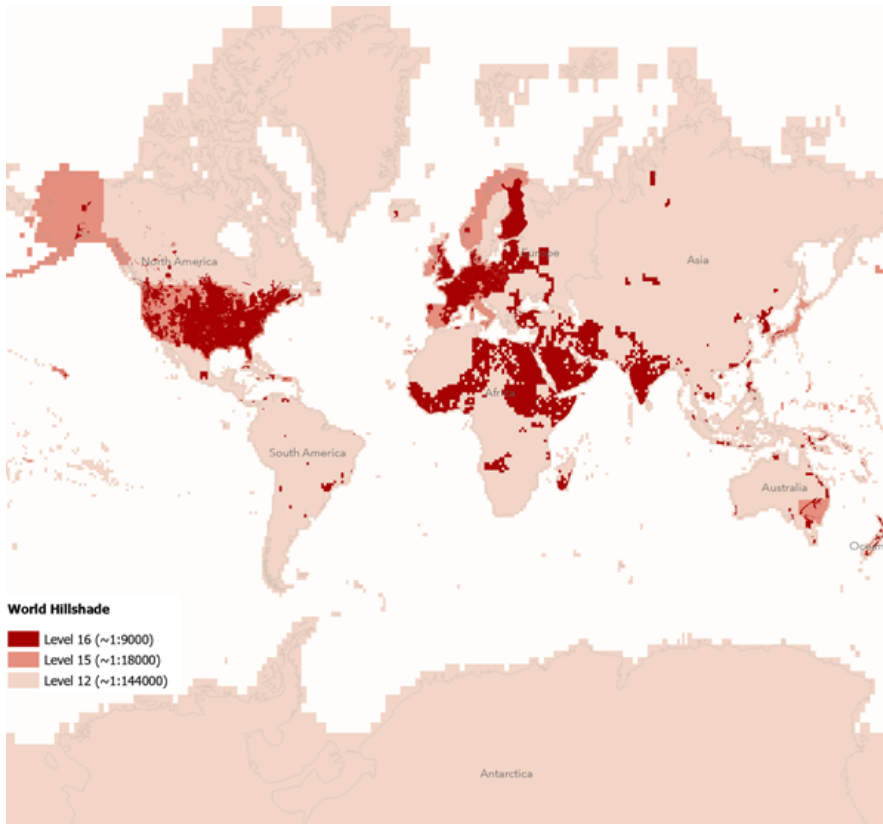 North America
Europe
Asia
Africa
South America
Australia
Ocean
World Hillshade
Level 16 (~1:9000)
Level 15 (~1:18000)
Level 12 (~1:144000)
Antarctica